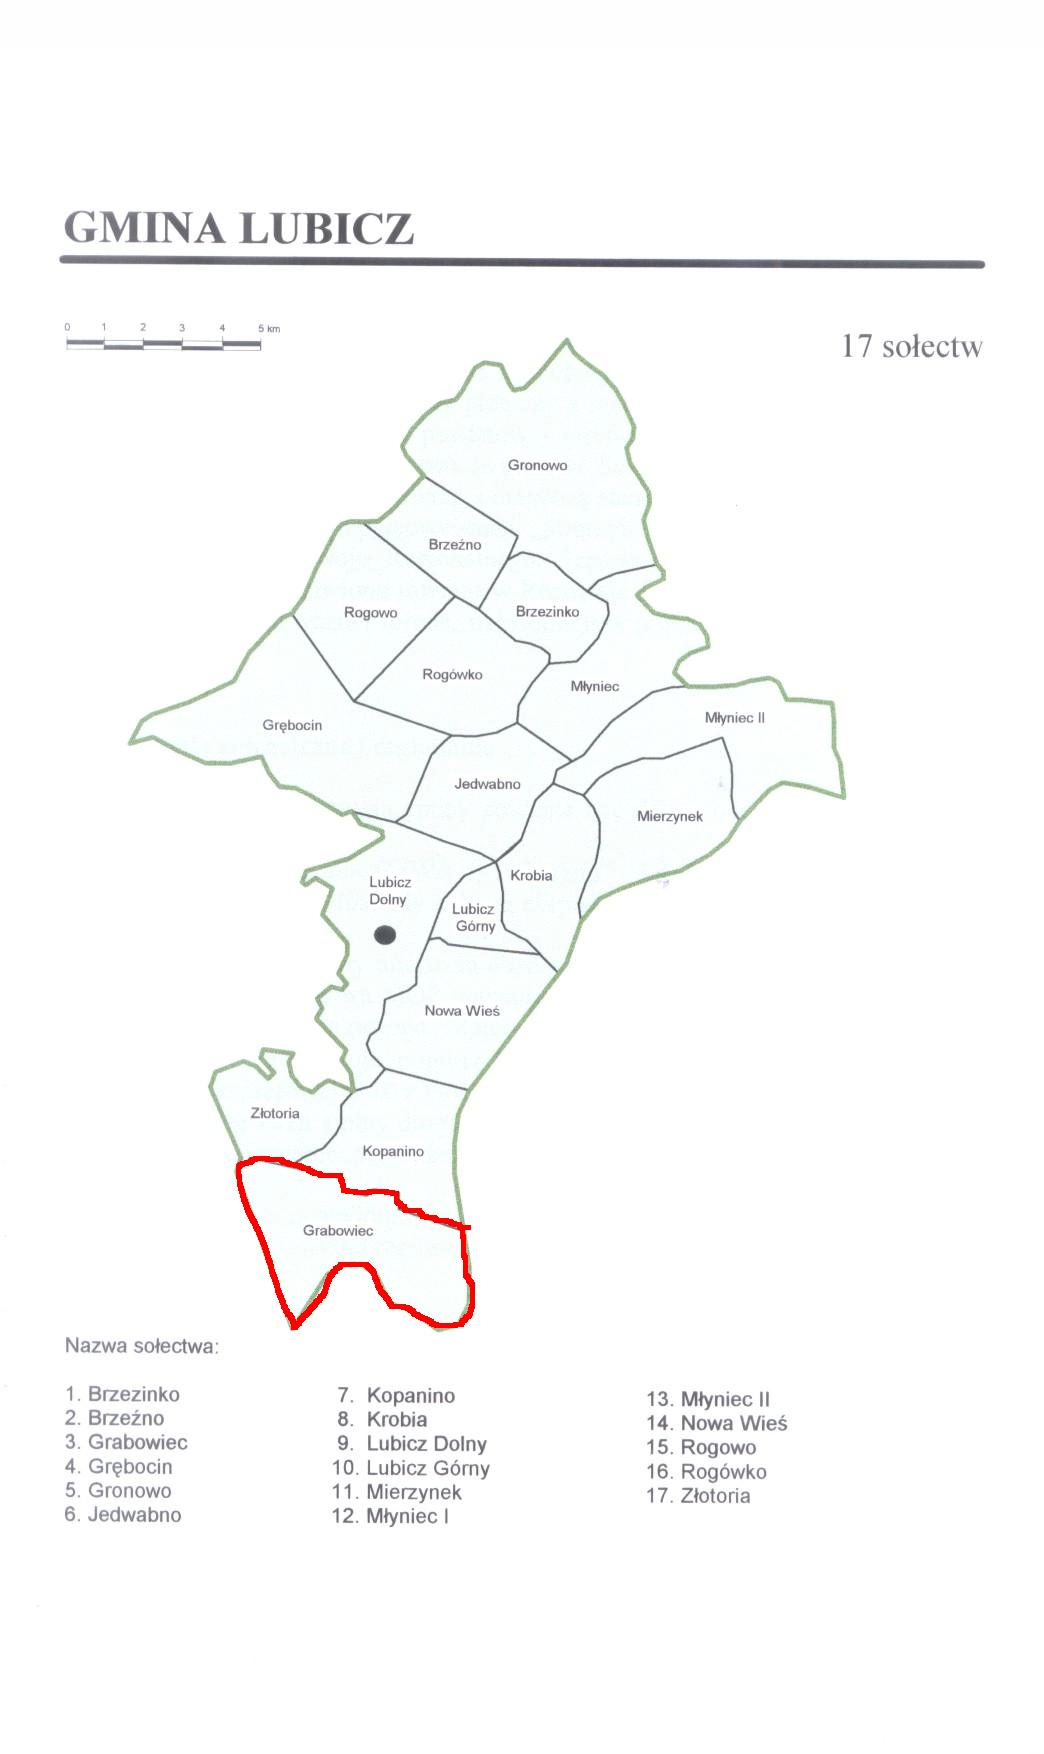 GMINA LUBICZ
0 1 2 3 4 5 km
17 sołectw
Gronowo
Brzeźno
Rogowo
Brzezinko
Rogówko
Młyniec
Młyniec II
Grębocin
Jedwabno
Mierzynek
Krobia
Lubicz
Dolny
Lubicz
Górny
Nowa Wieś
Złotoria
Kopanino
Grabowiec
Nazwa sołectwa:
1. Brzezinko
2. Brzeźno
3. Grabowiec
4. Grębocin
5. Gronowo
6. Jedwabno
7. Kopanino
8. Krobia
9. Lubicz Dolny
10. Lubicz Górny
11. Mierzynek
12. Młyniec I
13. Młyniec II
14. Nowa Wieś
15. Rogowo
16. Rogówko
17. Złotoria